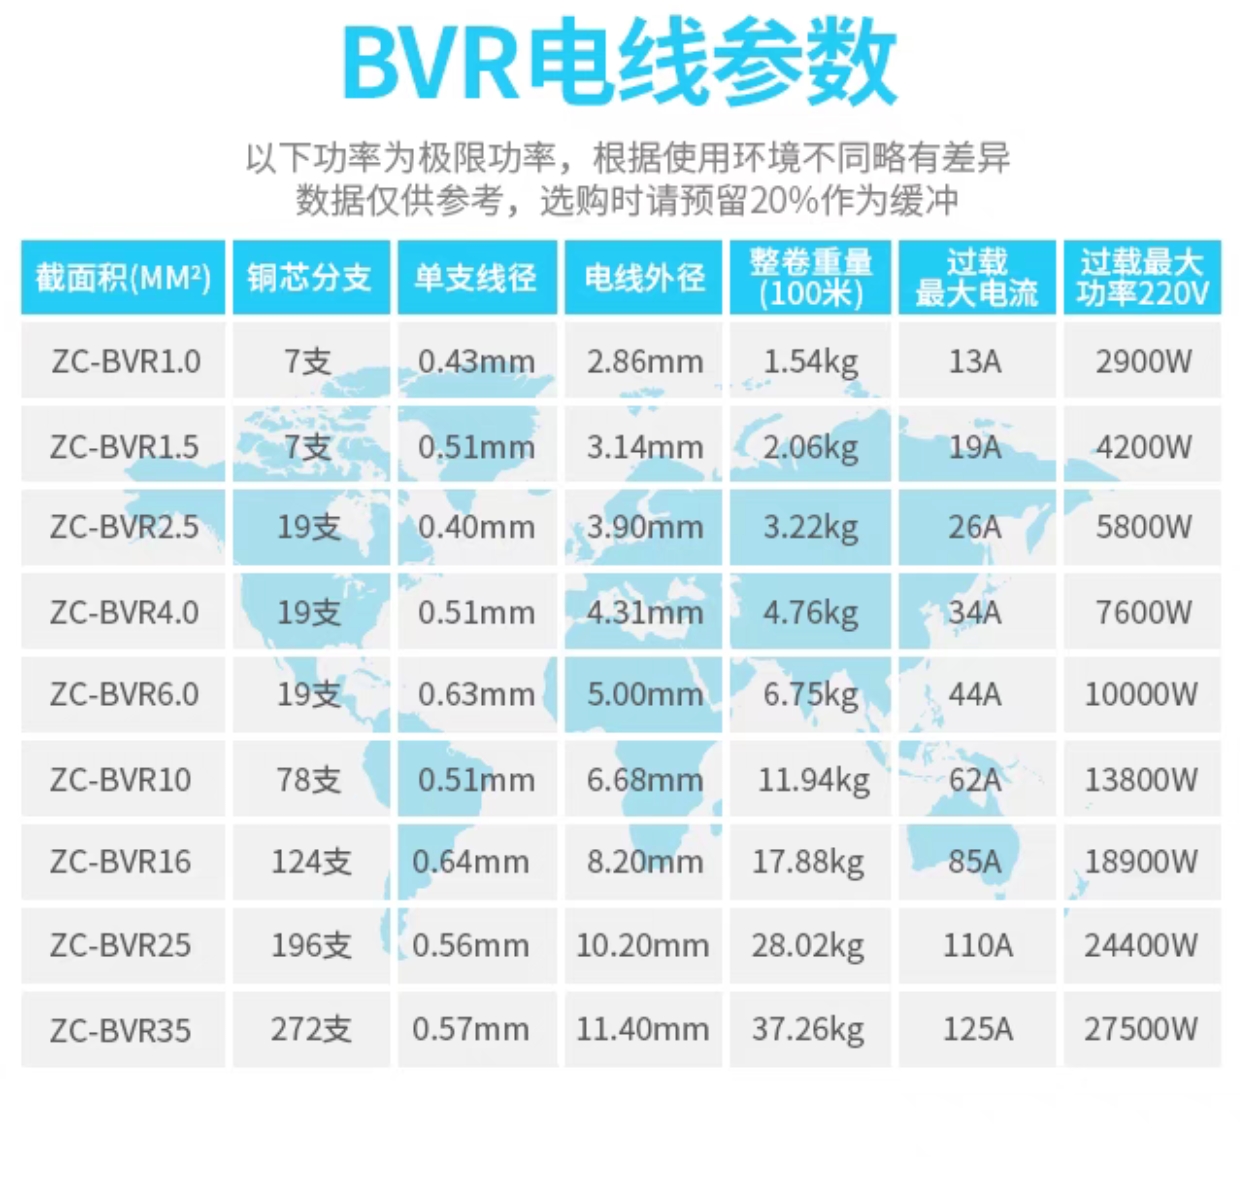 BVR电线参数
以下功率为极限功率，根据使用环境不同略有差异
数据仅供参考，选购时请预留20%作为缓冲
截面积(MM²) 铜芯分支 单支线径 电线外径 整卷重量(100米) 过载最大电流 过载最大功率220V
ZC-BVR1.0 7支 0.43mm 2.86mm 1.54kg 13A 2900W
ZC-BVR1.5 7支 0.51mm 3.14mm 2.06kg 19A 4200W
ZC-BVR2.5 19支 0.40mm 3.90mm 3.22kg 26A 5800W
ZC-BVR4.0 19支 0.51mm 4.31mm 4.76kg 34A 7600W
ZC-BVR6.0 19支 0.63mm 5.00mm 6.75kg 44A 10000W
ZC-BVR10 78支 0.51mm 6.68mm 11.94kg 62A 13800W
ZC-BVR16 124支 0.64mm 8.20mm 17.88kg 85A 18900W
ZC-BVR25 196支 0.56mm 10.20mm 28.02kg 110A 24400W
ZC-BVR35 272支 0.57mm 11.40mm 37.26kg 125A 27500W